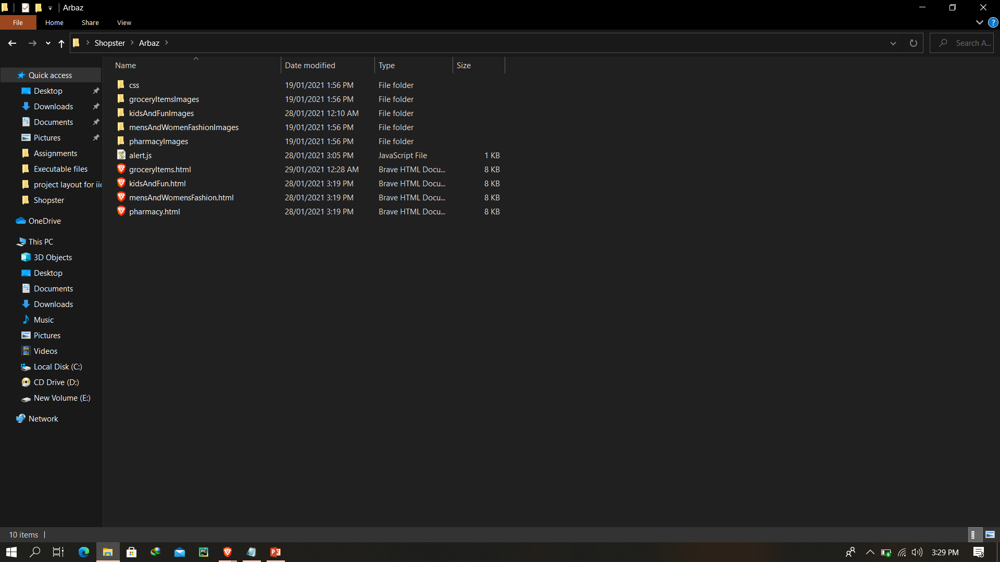 Arbaz
File Home Share View
Shopster Arbaz Search A...
Name Date modified Type Size
Quick access
Desktop
Downloads
Documents
Pictures
Assignments
Executable files
project layout for iic
Shopster
OneDrive
This PC
3D Objects
Desktop
Documents
Downloads
Music
Pictures
Videos
Local Disk (C:)
CD Drive (D:)
New Volume (E:)
Network
css 19/01/2021 1:56 PM File folder
groceryItemsImages 19/01/2021 1:56 PM File folder
kidsAndFunImages 28/01/2021 12:10 AM File folder
mensAndWomenFashionImages 19/01/2021 1:56 PM File folder
pharmacyImages 19/01/2021 1:56 PM File folder
alert.js 28/01/2021 3:05 PM JavaScript File 1 KB
groceryItems.html 29/01/2021 12:28 AM Brave HTML Docu... 8 KB
kidsAndFun.html 28/01/2021 3:19 PM Brave HTML Docu... 8 KB
mensAndWomensFashion.html 28/01/2021 3:19 PM Brave HTML Docu... 8 KB
pharmacy.html 28/01/2021 3:19 PM Brave HTML Docu... 8 KB
10 items
3:29 PM